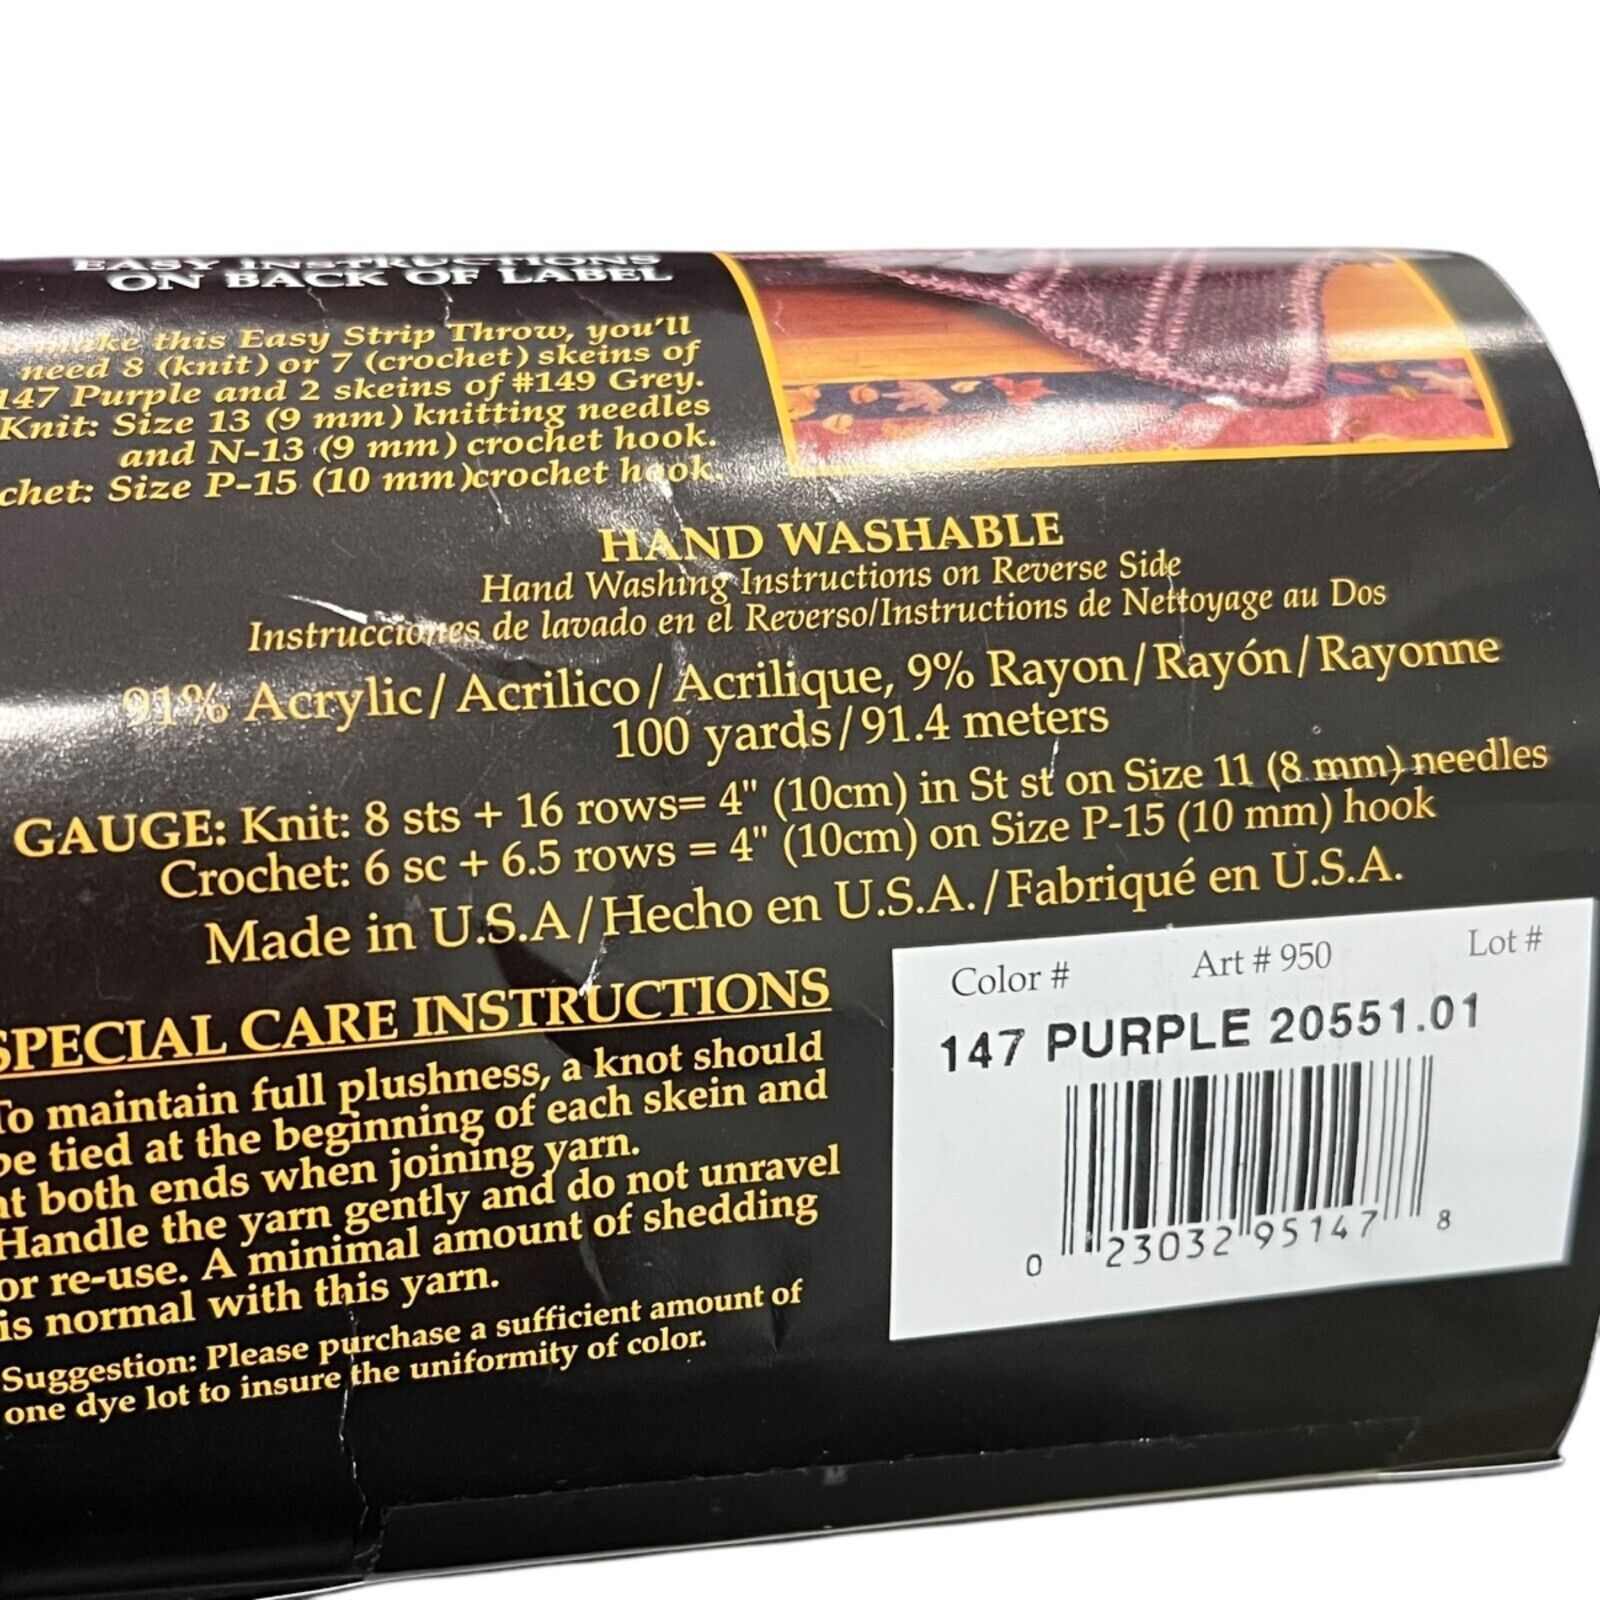 EASY INSTRUCTIONS
ON BACK OF LABEL
make this Easy Strip Throw, you'll
need 8 (knit) or 7 (crochet) skeins of
147 Purple and 2 skeins of #149 Grey.
Knit: Size 13 (9 mm) knitting needles
and N-13 (9 mm) crochet hook.
chet: Size P-15 (10 mm)crochet hook.
HAND WASHABLE
Hand Washing Instructions on Reverse Side
Instrucciones de lavado en el Reverso/Instructions de Nettoyage au Dos
91% Acrylic/Acrilico/Acrilique, 9% Rayon/Rayón/Rayonne
100 yards/91.4 meters
GAUGE: Knit: 8 sts + 16 rows= 4" (10cm) in St st on Size 11 (8 mm) needles
Crochet: 6 sc + 6.5 rows = 4" (10cm) on Size P-15 (10 mm) hook
Made in U.S.A/Hecho en U.S.A./Fabriqué en U.S.A.
SPECIAL CARE INSTRUCTIONS
To maintain full plushness, a knot should
be tied at the beginning of each skein and
at both ends when joining yarn.
Handle the yarn gently and do not unravel
or re-use. A minimal amount of shedding
is normal with this yarn.
Suggestion: Please purchase a sufficient amount of
one dye lot to insure the uniformity of color.
Color # Art # 950 Lot #
147 PURPLE 20551.01
0 23032 95147 8